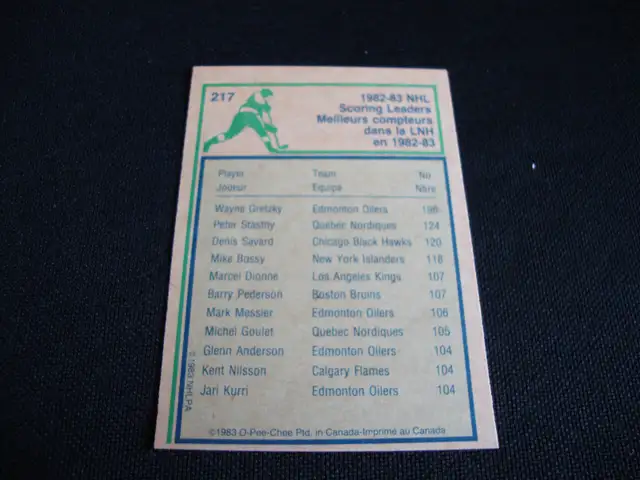 217
1982-83 NHL
Scoring Leaders
Meilleurs compteurs
dans la LNH
en 1982-83
Player Team No
Joueur Equipe Nbre
Wayne Gretzky Edmonton Oilers 196
Peter Stastny Quebec Nordiques 124
Denis Savard Chicago Black Hawks 120
Mike Bossy New York Islanders 118
Marcel Dionne Los Angeles Kings 107
Barry Pederson Boston Bruins 107
Mark Messier Edmonton Oilers 106
Michel Goulet Quebec Nordiques 105
Glenn Anderson Edmonton Oilers 104
Kent Nilsson Calgary Flames 104
Jari Kurri Edmonton Oilers 104
© 1983 NHLPA
©1983 O-Pee-Chee Ptd. in Canada-Imprimé au Canada